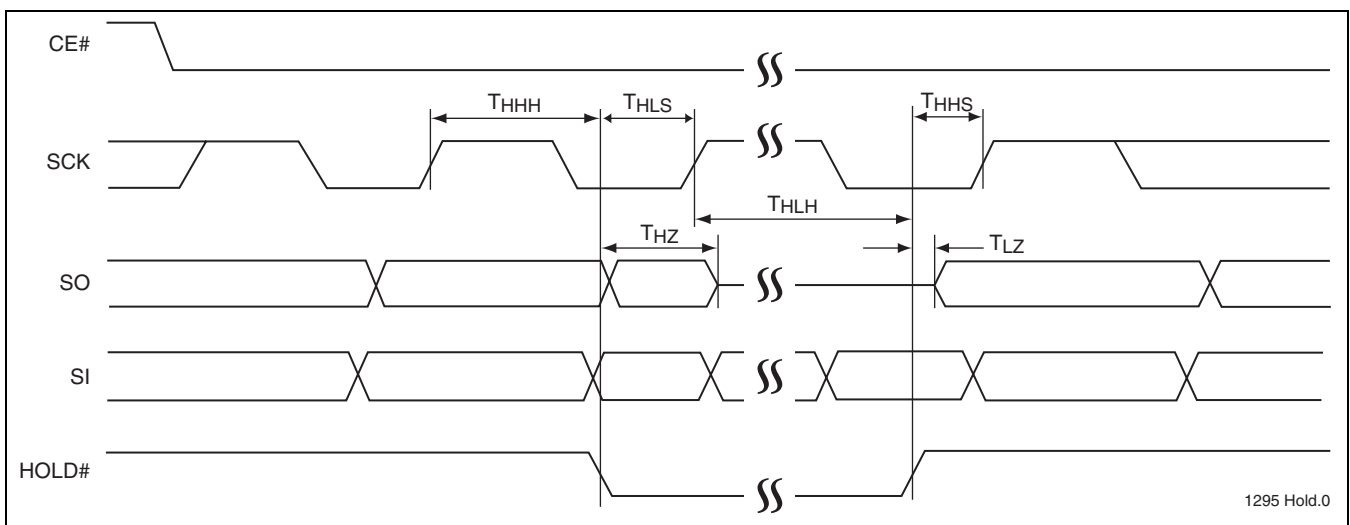 CE#
THHH
THLS
THHS
SCK
THLH
THZ
TLZ
SO
SI
HOLD#
1295 Hold.0